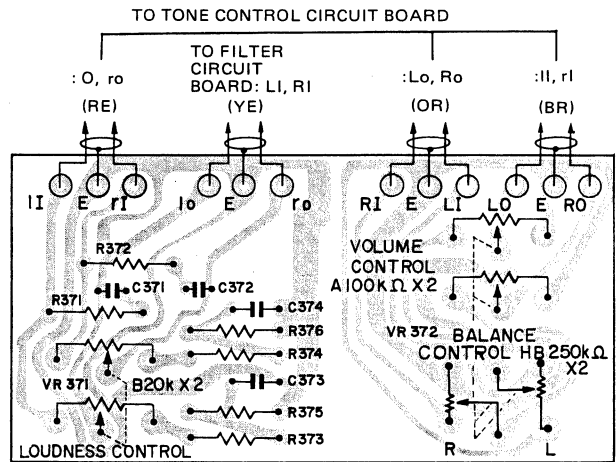 TO TONE CONTROL CIRCUIT BOARD
TO FILTER
CIRCUIT
BOARD: LI, RI
:O, ro
:Lo, Ro
:II, rI
(RE)
(YE)
(OR)
(BR)
II E rI
lo E ro
RI E LI LO E RO
R372
VOLUME
CONTROL
A100kΩ X2
C371
C372
R371
C374
R376
VR 372
BALANCE
CONTROL HB 250kΩ
X2
R374
VR 371
B20k X2
C373
R375
R373
LOUDNESS CONTROL
R
L